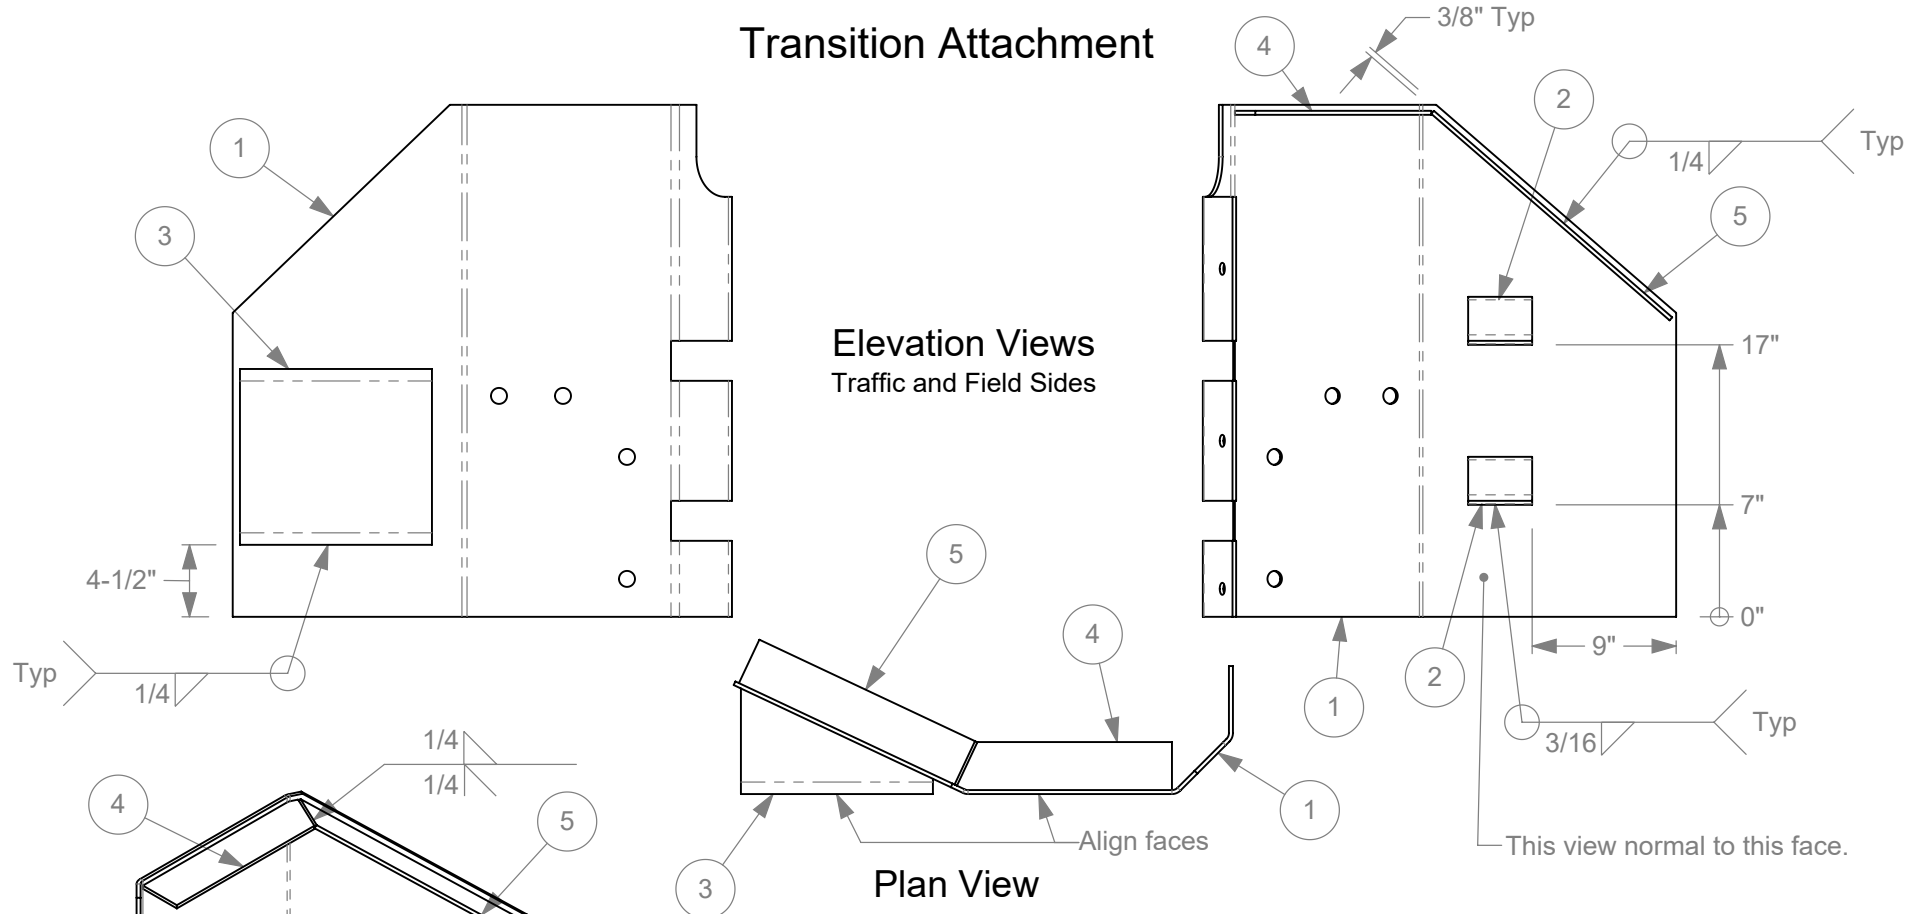 Transition Attachment
3/8" Typ
4
2
1
1/4
Typ
3
5
Elevation Views
Traffic and Field Sides
17"
7"
4-1/2"
5
0"
4
9"
Typ
1/4
2
1
3/16
Typ
1/4
1/4
4
5
1
Align faces
This view normal to this face.
3
Plan View